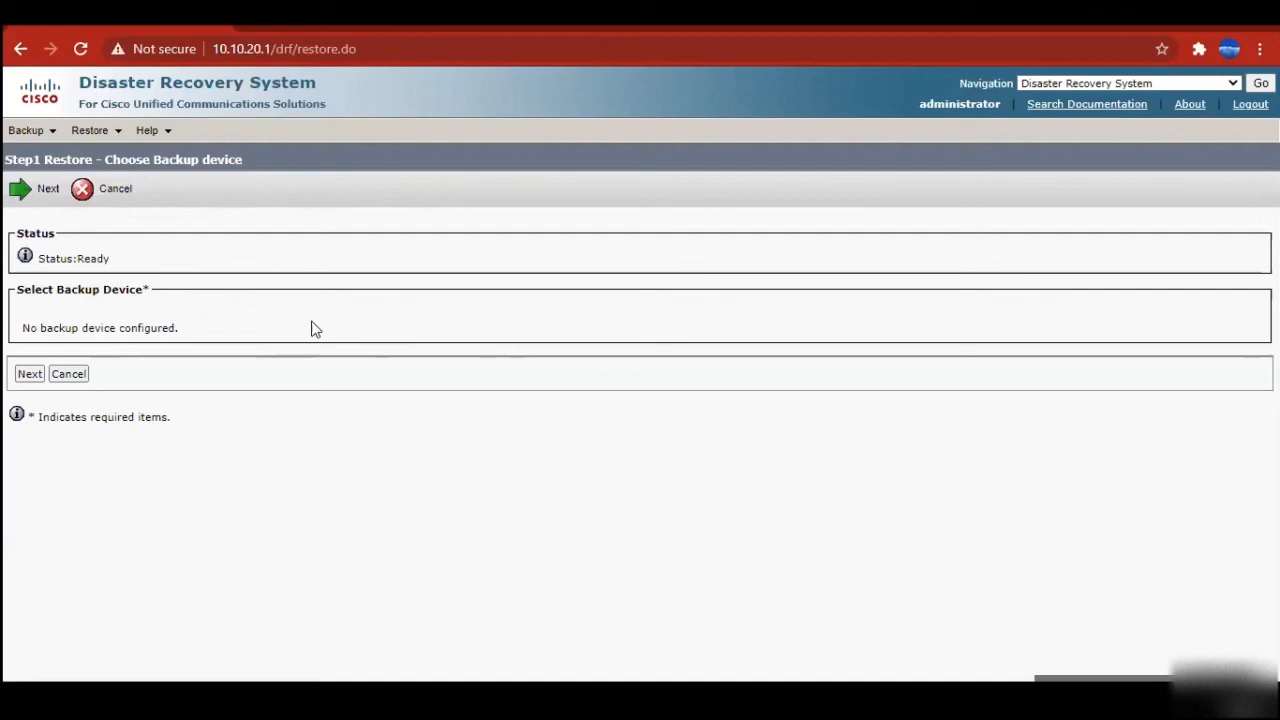 Not secure 10.10.20.1/drf/restore.do
CISCO
Disaster Recovery System
For Cisco Unified Communications Solutions
Navigation Disaster Recovery System Go
administrator Search Documentation About Logout
Backup Restore Help
Step1 Restore - Choose Backup device
Next Cancel
Status
Status:Ready
Select Backup Device*
No backup device configured.
Next Cancel
* Indicates required items.